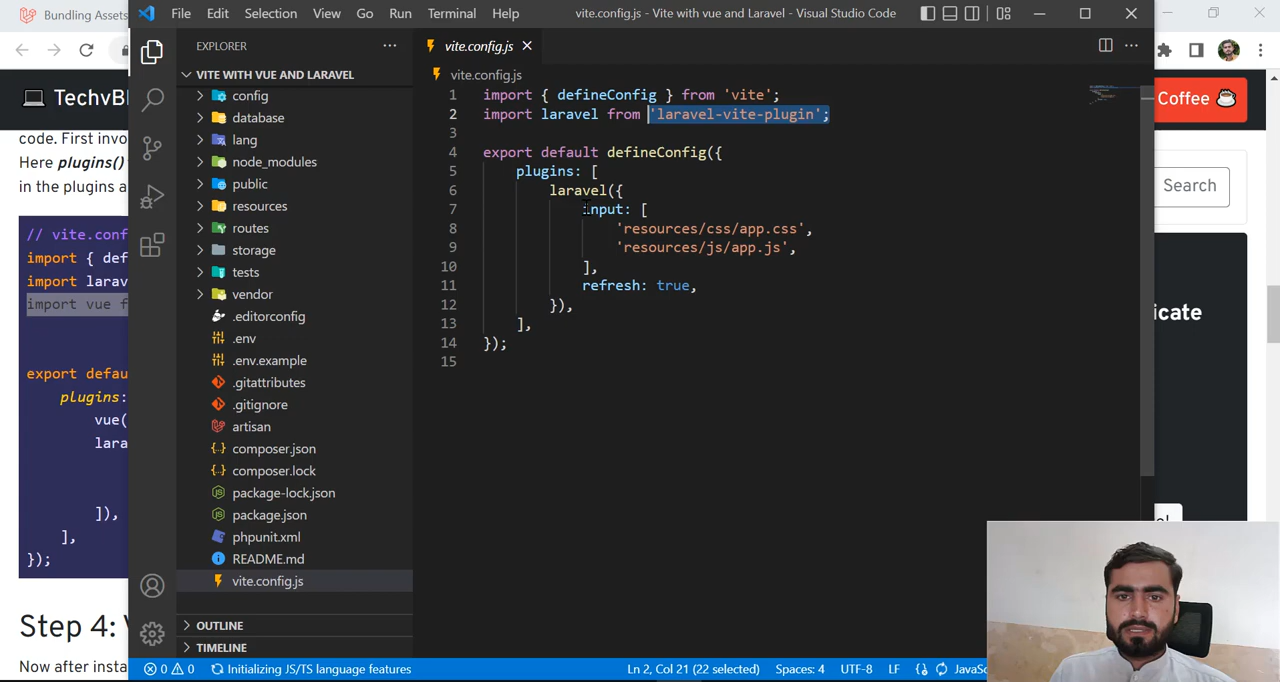 Bundling Assets
File Edit Selection View Go Run Terminal Help
vite.config.js - Vite with vue and Laravel - Visual Studio Code
TechvBl
Coffee
code. First invo
Here plugins()
in the plugins a
Search
// vite.conf
import { def
import larav
import vue f
export defau
plugins:
vue(
lara
]),
],
});
icate
Step 4:
Now after insta
EXPLORER
VITE WITH VUE AND LARAVEL
config
database
lang
node_modules
public
resources
routes
storage
tests
vendor
.editorconfig
.env
.env.example
.gitattributes
.gitignore
artisan
composer.json
composer.lock
package-lock.json
package.json
phpunit.xml
README.md
vite.config.js
OUTLINE
TIMELINE
vite.config.js
vite.config.js
1 import { defineConfig } from 'vite';
2 import laravel from 'laravel-vite-plugin';
3
4 export default defineConfig({
5 plugins: [
6 laravel({
7 input: [
8 'resources/css/app.css',
9 'resources/js/app.js',
10 ],
11 refresh: true,
12 }),
13 ],
14 });
15
0 0 Initializing JS/TS language features
Ln 2, Col 21 (22 selected) Spaces: 4 UTF-8 LF JavaSc